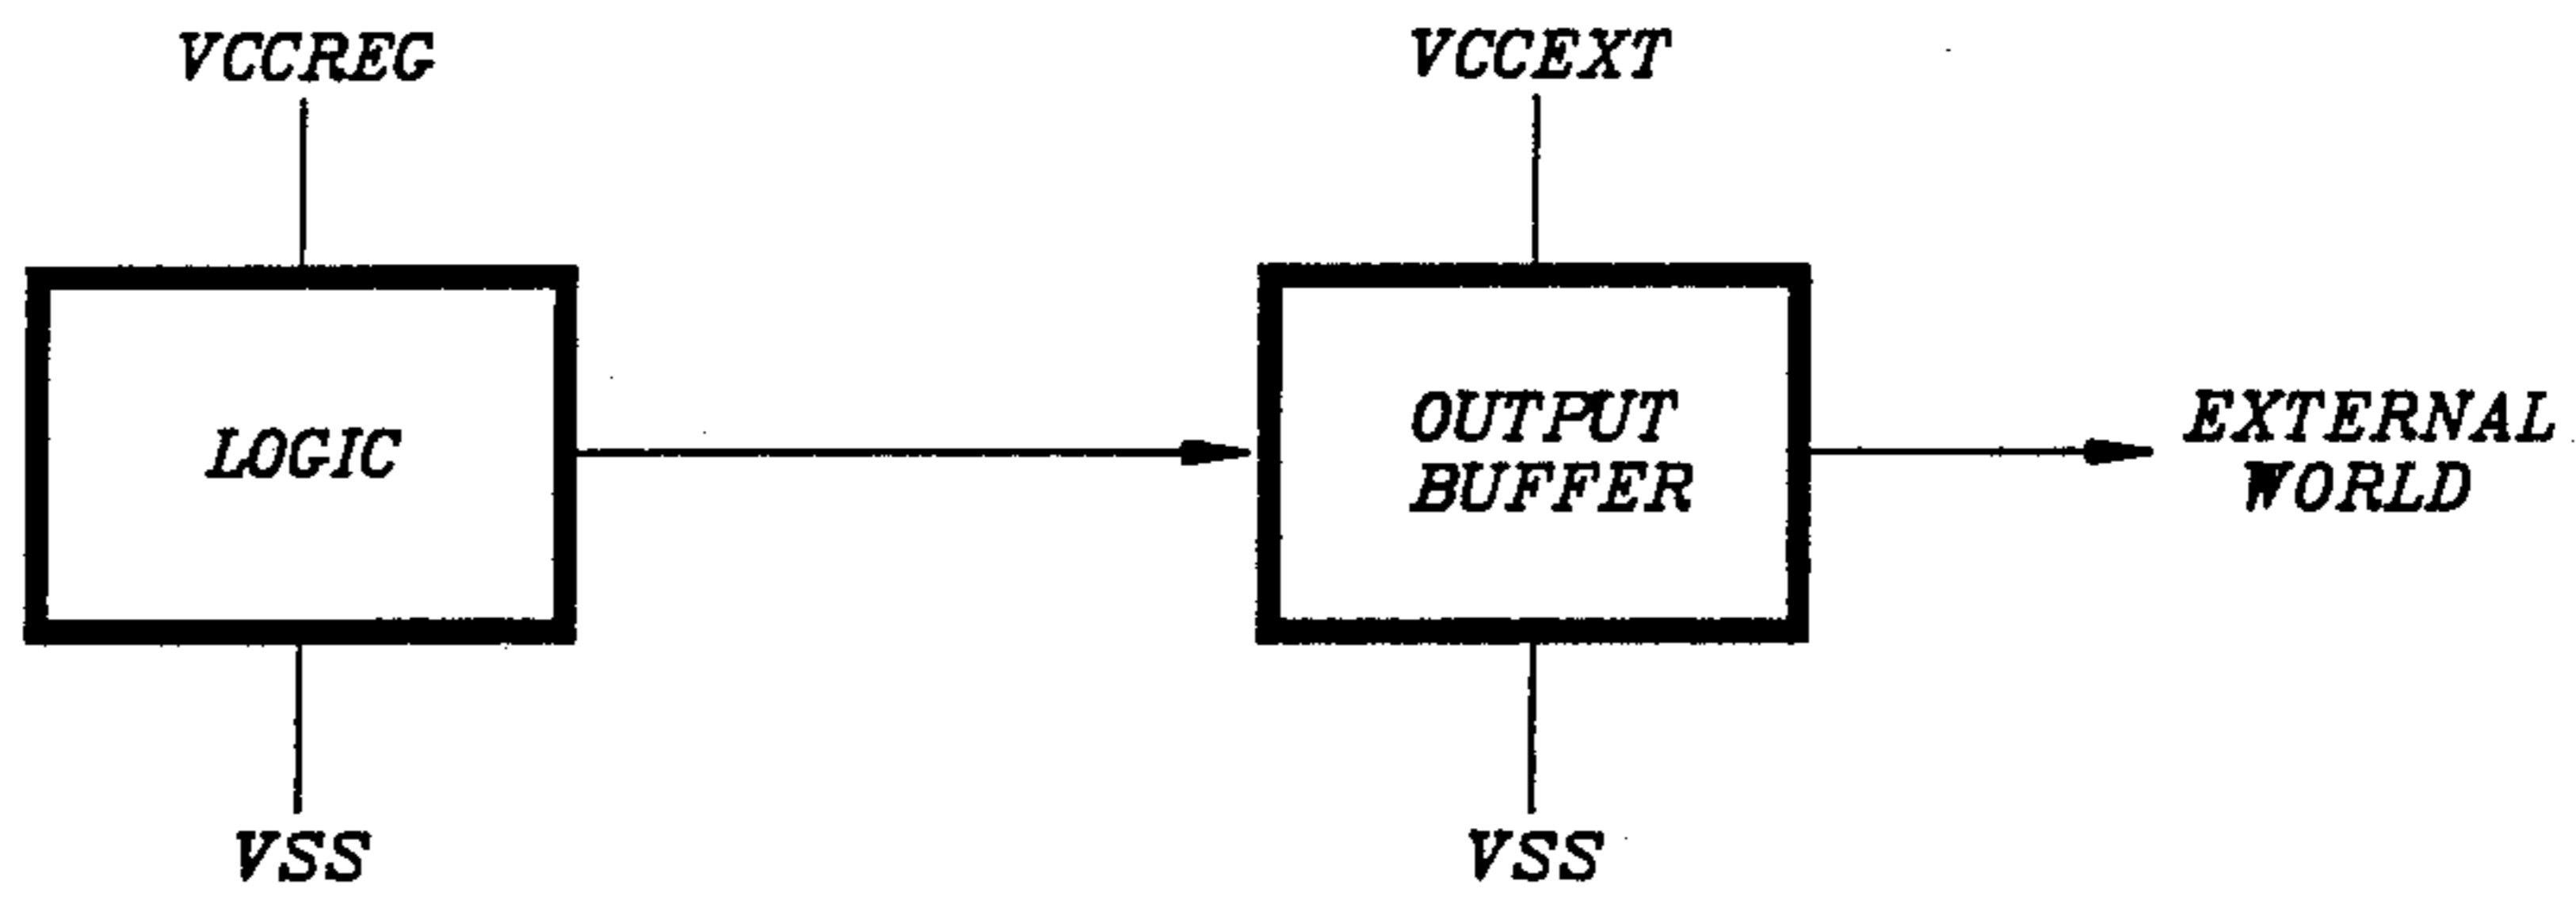 VCCREG
VCCEXT
LOGIC
OUTPUT
BUFFER
EXTERNAL
WORLD
VSS
VSS